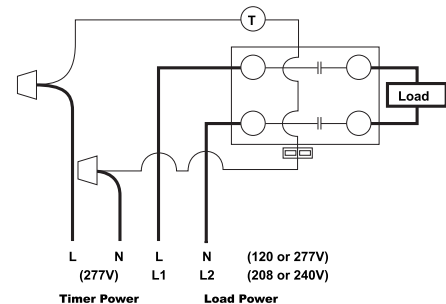 T
Load
L N L N (120 or 277V)
(277V) L1 L2 (208 or 240V)
Timer Power Load Power